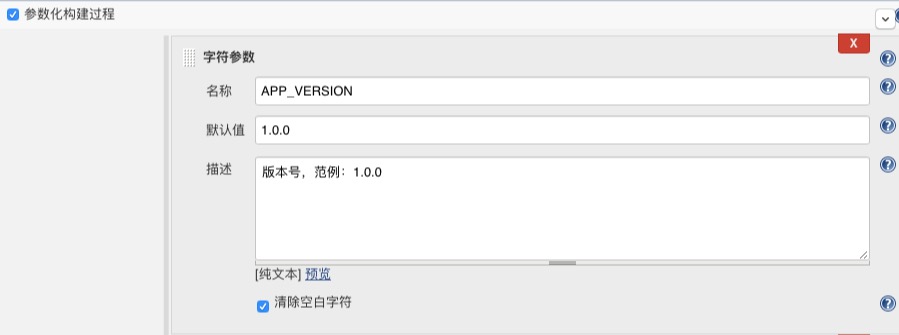 参数化构建过程
X
字符参数
名称 APP_VERSION
默认值 1.0.0
描述 版本号，范例：1.0.0
[纯文本] 预览
清除空白字符